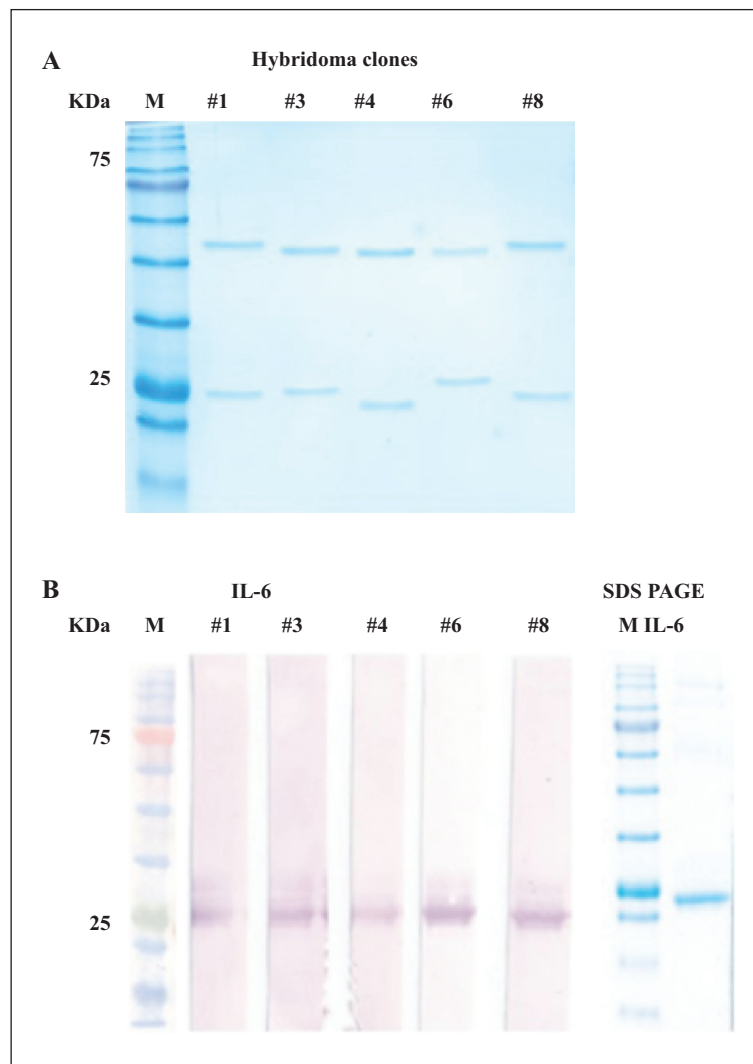 A
Hybridoma clones
KDa M #1 #3 #4 #6 #8
75
25
B
IL-6 SDS PAGE
KDa M #1 #3 #4 #6 #8 M IL-6
75
25